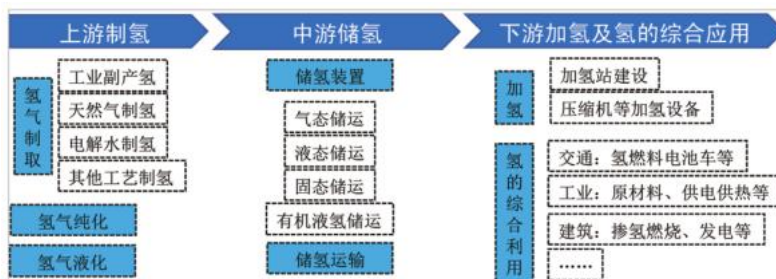 上游制氢
中游储氢
下游加氢及氢的综合应用
氢气制取
工业副产氢
天然气制氢
电解水制氢
其他工艺制氢
氢气纯化
氢气液化
储氢装置
气态储运
液态储运
固态储运
有机液氢储运
储氢运输
加氢
加氢站建设
压缩机等加氢设备
氢的综合利用
交通：氢燃料电池车等
工业：原材料、供电供热等
建筑：掺氢燃烧、发电等
……